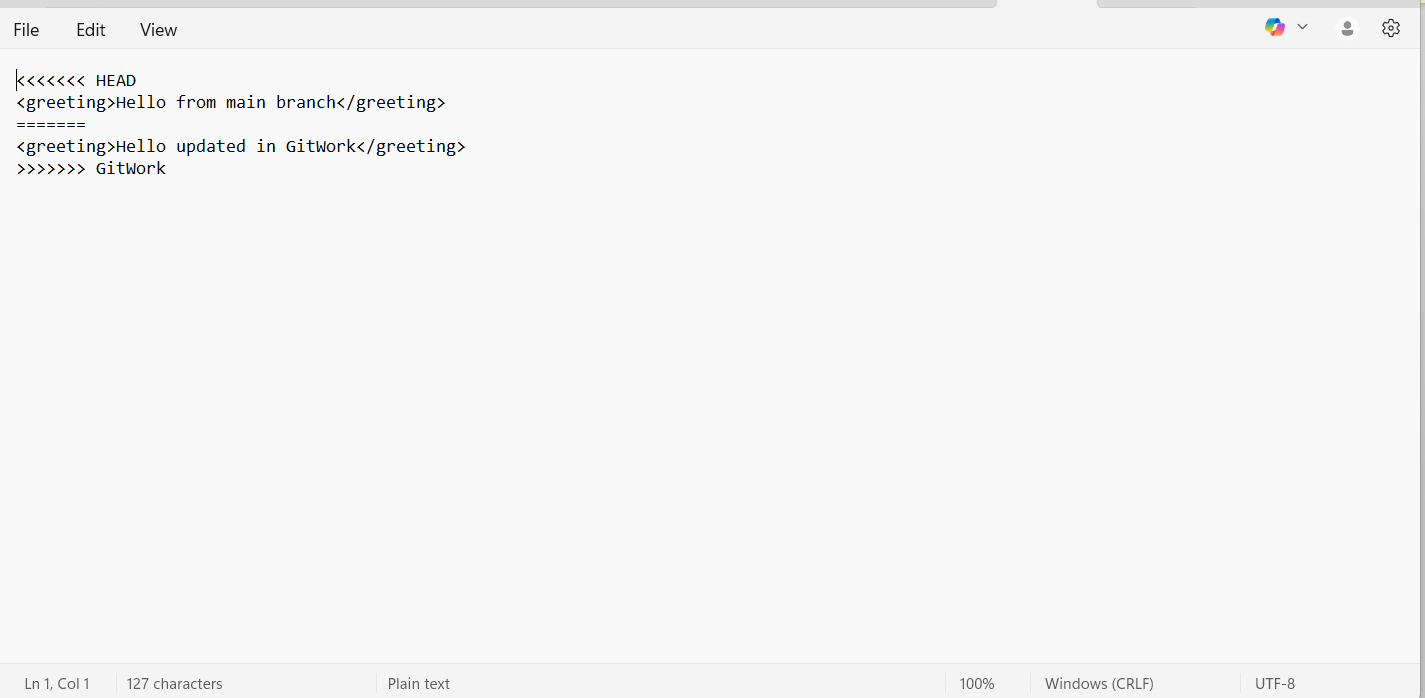 File Edit View
<<<<<<< HEAD
<greeting>Hello from main branch</greeting>
=======
<greeting>Hello updated in GitWork</greeting>
>>>>>>> GitWork
Ln 1, Col 1 127 characters Plain text 100% Windows (CRLF) UTF-8